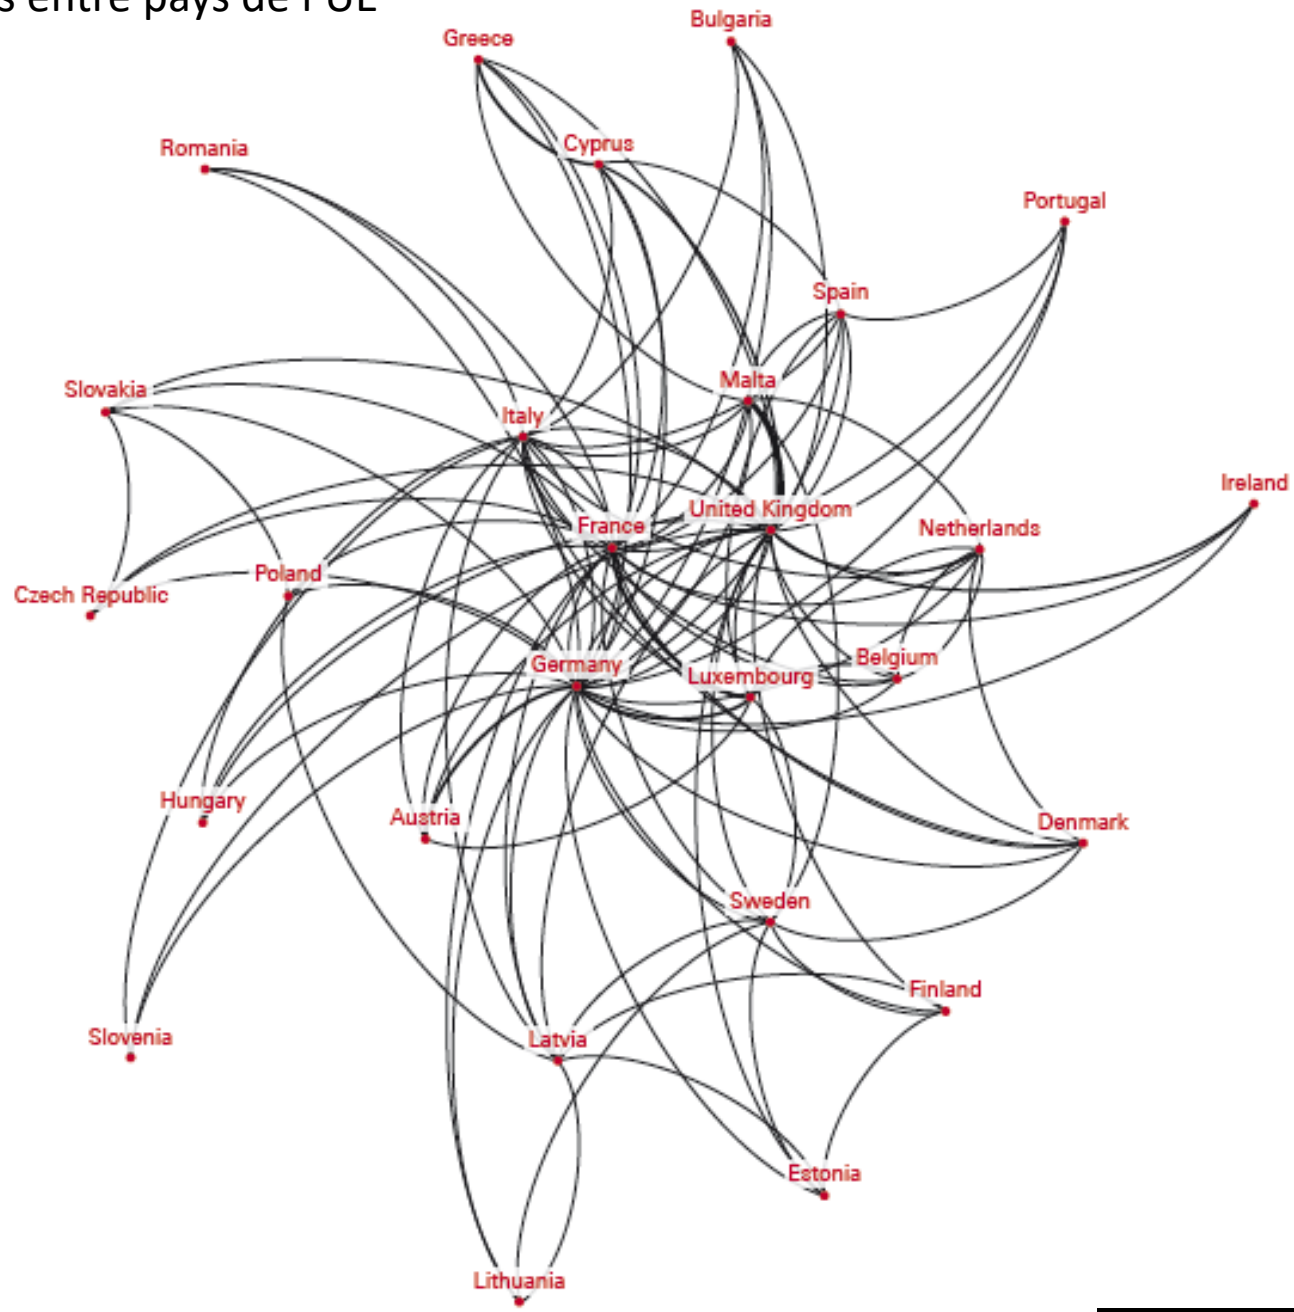 s entre pays de l'UE
Bulgaria
Greece
Cyprus
Romania
Portugal
Spain
Malta
Slovakia
Italy
Ireland
United Kingdom
France
Netherlands
Poland
Czech Republic
Belgium
Germany
Luxembourg
Hungary
Austria
Denmark
Sweden
Finland
Slovenia
Latvia
Estonia
Lithuania